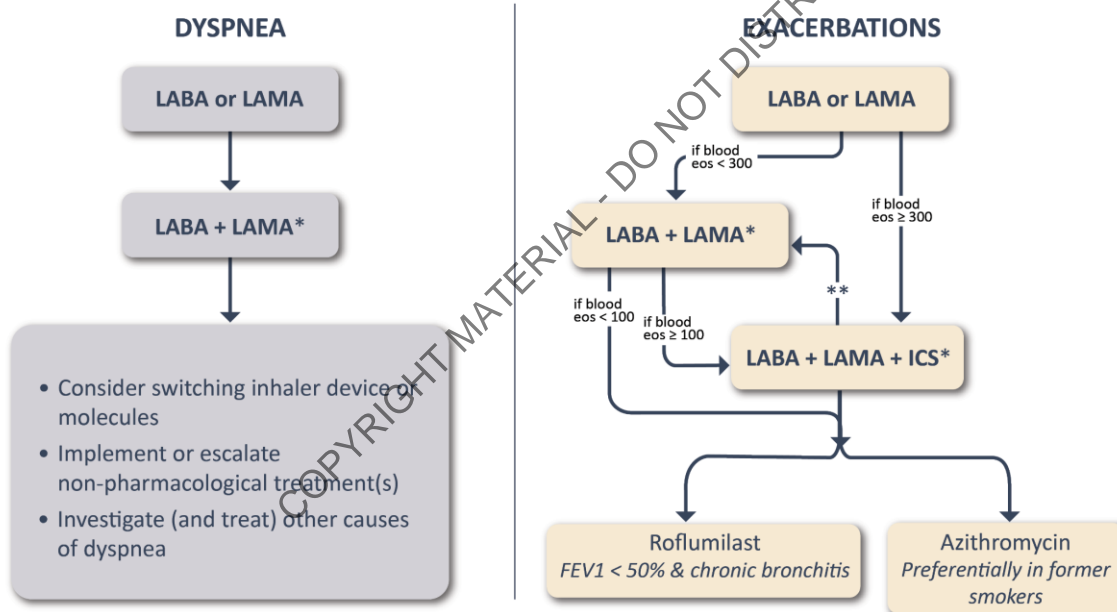 DYSPNEA
LABA or LAMA
LABA + LAMA*
• Consider switching inhaler device or
molecules
• Implement or escalate
non-pharmacological treatment(s)
• Investigate (and treat) other causes
of dyspnea
EXACERBATIONS
LABA or LAMA
if blood
eos < 300
if blood
eos ≥ 300
LABA + LAMA*
**
if blood
eos < 100
if blood
eos ≥ 100
LABA + LAMA + ICS*
Roflumilast
FEV1 < 50% & chronic bronchitis
Azithromycin
Preferentially in former
smokers
COPYRIGHT MATERIAL - DO NOT